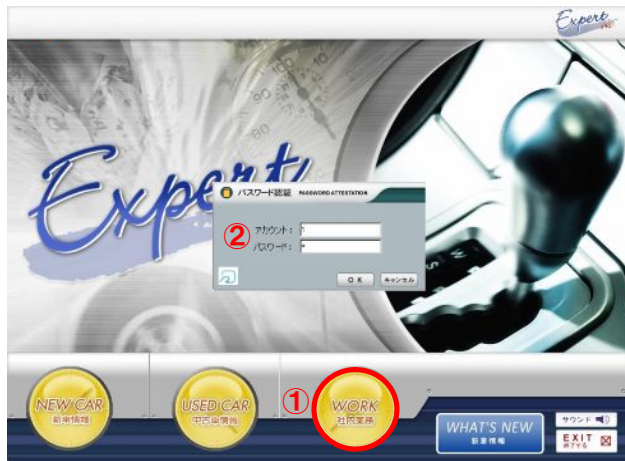 Expert
Expert
パスワード認証 PASSWORD ATTESTATION
② アカウント： 1
パスワード： *
OK キャンセル
①
NEW CAR
新車情報
USED CAR
中古車情報
WORK
社内業務
WHAT'S NEW
新着情報
サウンド
EXIT
終了する